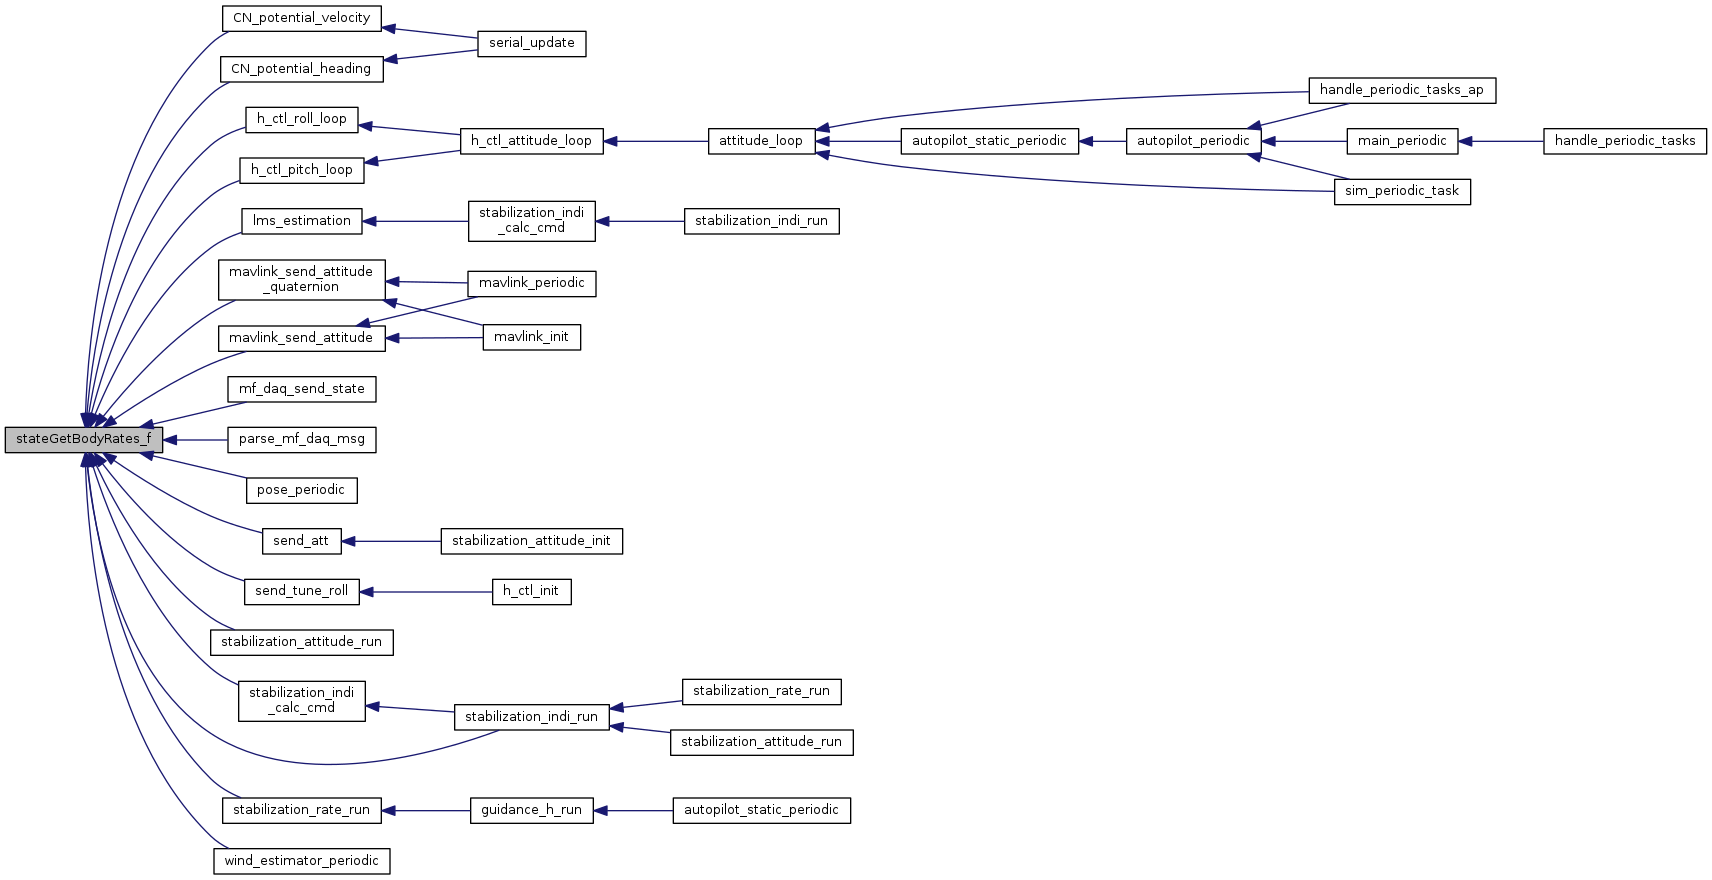 CN_potential_velocity
serial_update
CN_potential_heading
handle_periodic_tasks_ap
h_ctl_roll_loop
h_ctl_attitude_loop
attitude_loop
autopilot_static_periodic
autopilot_periodic
main_periodic
handle_periodic_tasks
h_ctl_pitch_loop
sim_periodic_task
lms_estimation
stabilization_indi
_calc_cmd
stabilization_indi_run
mavlink_send_attitude
_quaternion
mavlink_periodic
mavlink_send_attitude
mavlink_init
mf_daq_send_state
stateGetBodyRates_f
parse_mf_daq_msg
pose_periodic
send_att
stabilization_attitude_init
send_tune_roll
h_ctl_init
stabilization_attitude_run
stabilization_indi
_calc_cmd
stabilization_indi_run
stabilization_rate_run
stabilization_attitude_run
stabilization_rate_run
guidance_h_run
autopilot_static_periodic
wind_estimator_periodic